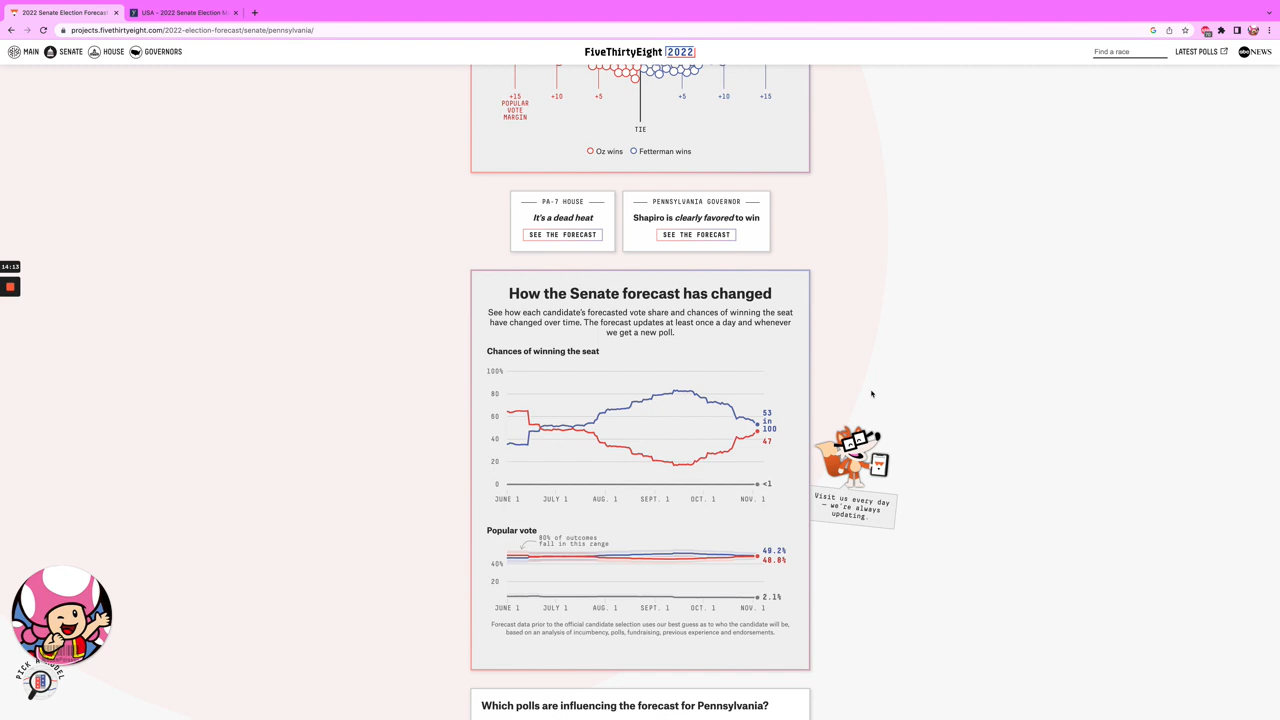 2022 Senate Election Forecast
USA - 2022 Senate Election M
projects.fivethirtyeight.com/2022-election-forecast/senate/pennsylvania/
MAIN
SENATE
HOUSE
GOVERNORS
FiveThirtyEight 2022
Find a race
LATEST POLLS
abc NEWS
+15 +10 +5 +5 +10 +15
POPULAR
VOTE
MARGIN
TIE
Oz wins Fetterman wins
PA-7 HOUSE
It's a dead heat
SEE THE FORECAST
PENNSYLVANIA GOVERNOR
Shapiro is clearly favored to win
SEE THE FORECAST
14:13
How the Senate forecast has changed
See how each candidate's forecasted vote share and chances of winning the seat
have changed over time. The forecast updates at least once a day and whenever
we get a new poll.
Chances of winning the seat
100%
80
60
40
20
0
53
in
100
47
<1
JUNE 1 JULY 1 AUG. 1 SEPT. 1 OCT. 1 NOV. 1
Visit us every day
— we're always
updating.
Popular vote
80% of outcomes
fall in this range
40%
20
49.2%
48.8%
2.1%
JUNE 1 JULY 1 AUG. 1 SEPT. 1 OCT. 1 NOV. 1
Forecast data prior to the official candidate selection uses our best guess as to who the candidate will be,
based on an analysis of incumbency, polls, fundraising, previous experience and endorsements.
PICK A MODEL
Which polls are influencing the forecast for Pennsylvania?